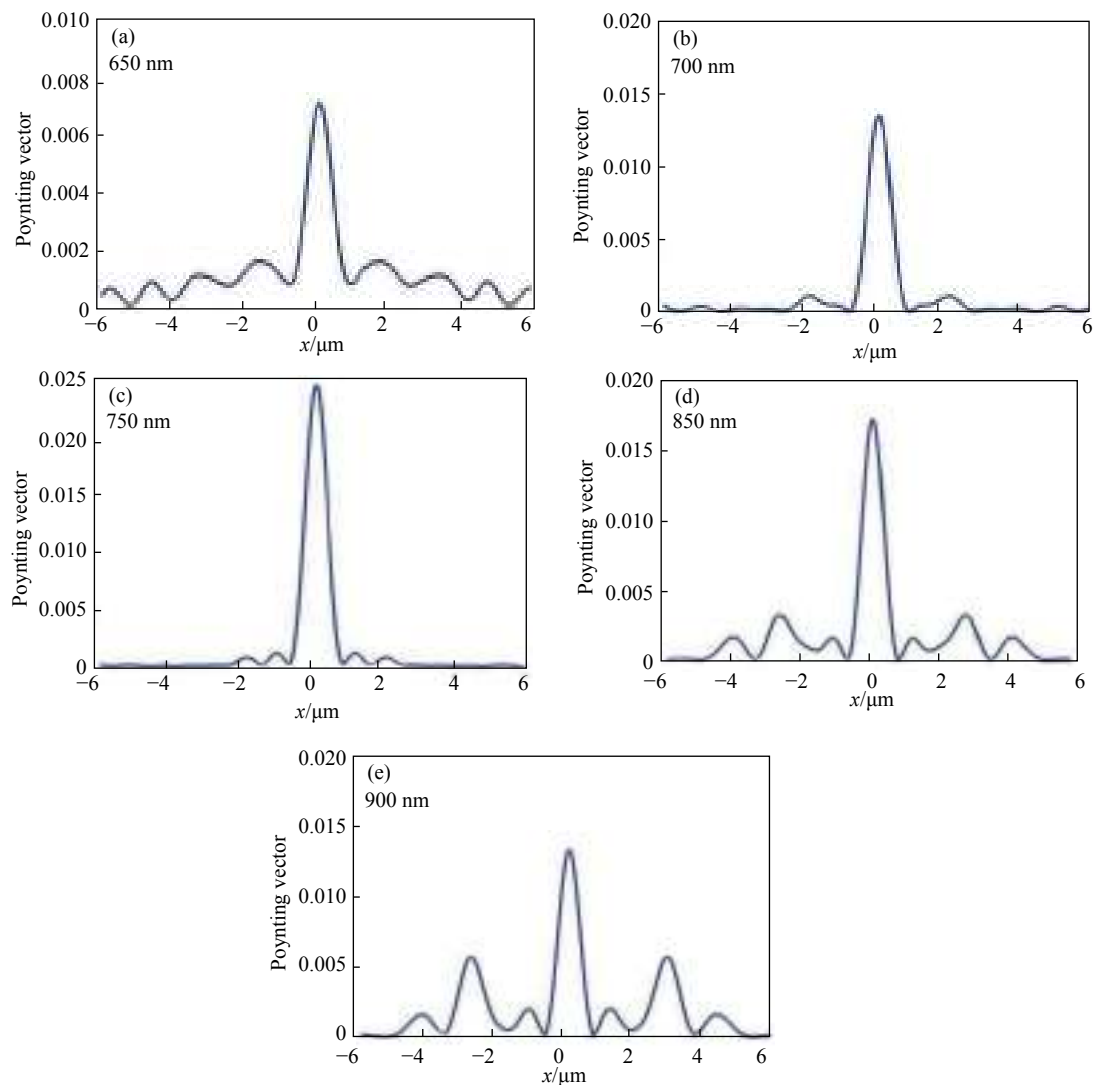 (a)
650 nm
Poynting vector
0.010
0.008
0.006
0.004
0.002
0
−6 −4 −2 0 2 4 6
x/μm
(b)
700 nm
Poynting vector
0.020
0.015
0.010
0.005
0
−6 −4 −2 0 2 4 6
x/μm
(c)
750 nm
Poynting vector
0.025
0.020
0.015
0.010
0.005
0
−6 −4 −2 0 2 4 6
x/μm
(d)
850 nm
Poynting vector
0.020
0.015
0.010
0.005
0
−6 −4 −2 0 2 4 6
x/μm
(e)
900 nm
Poynting vector
0.020
0.015
0.010
0.005
0
−6 −4 −2 0 2 4 6
x/μm